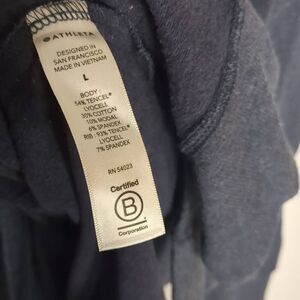 ATHLETA
DESIGNED IN
SAN FRANCISCO
MADE IN VIETNAM
L
BODY:
54% TENCEL®
LYOCELL
30% COTTON
10% MODAL
6% SPANDEX
RIB: 93% TENCEL®
LYOCELL
7% SPANDEX
RN 54023
Certified
B
Corporation